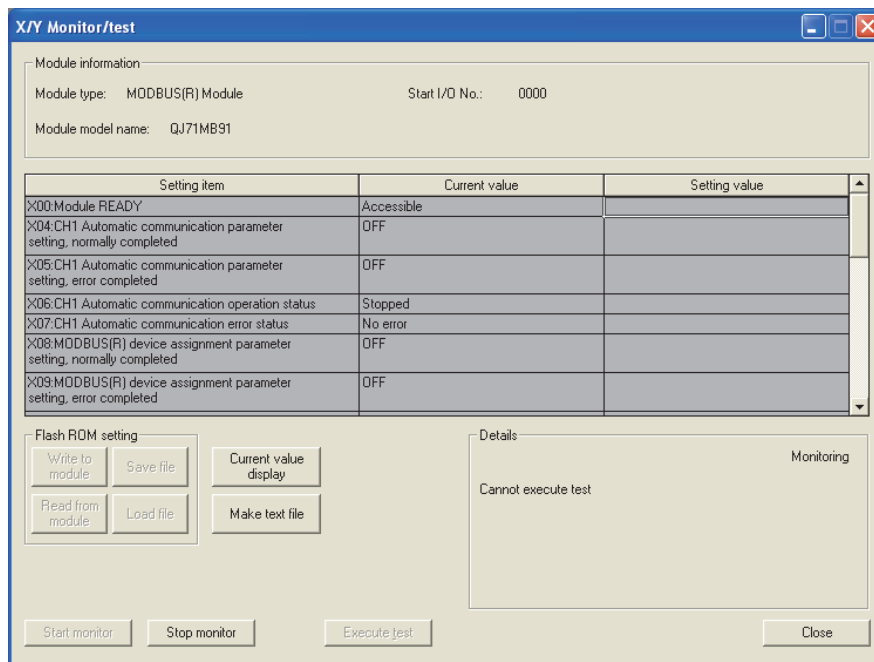 X/Y Monitor/test
Module information
Module type: MODBUS(R) Module Start I/O No.: 0000
Module model name: QJ71MB91
Setting item Current value Setting value
X00:Module READY Accessible
X04:CH1 Automatic communication parameter OFF
setting, normally completed
X05:CH1 Automatic communication parameter OFF
setting, error completed
X06:CH1 Automatic communication operation status Stopped
X07:CH1 Automatic communication error status No error
X08:MODBUS(R) device assignment parameter OFF
setting, normally completed
X09:MODBUS(R) device assignment parameter OFF
setting, error completed
Flash ROM setting
Write to
module
Save file
Read from
module
Load file
Current value
display
Make text file
Details
Monitoring
Cannot execute test
Start monitor Stop monitor Execute test Close